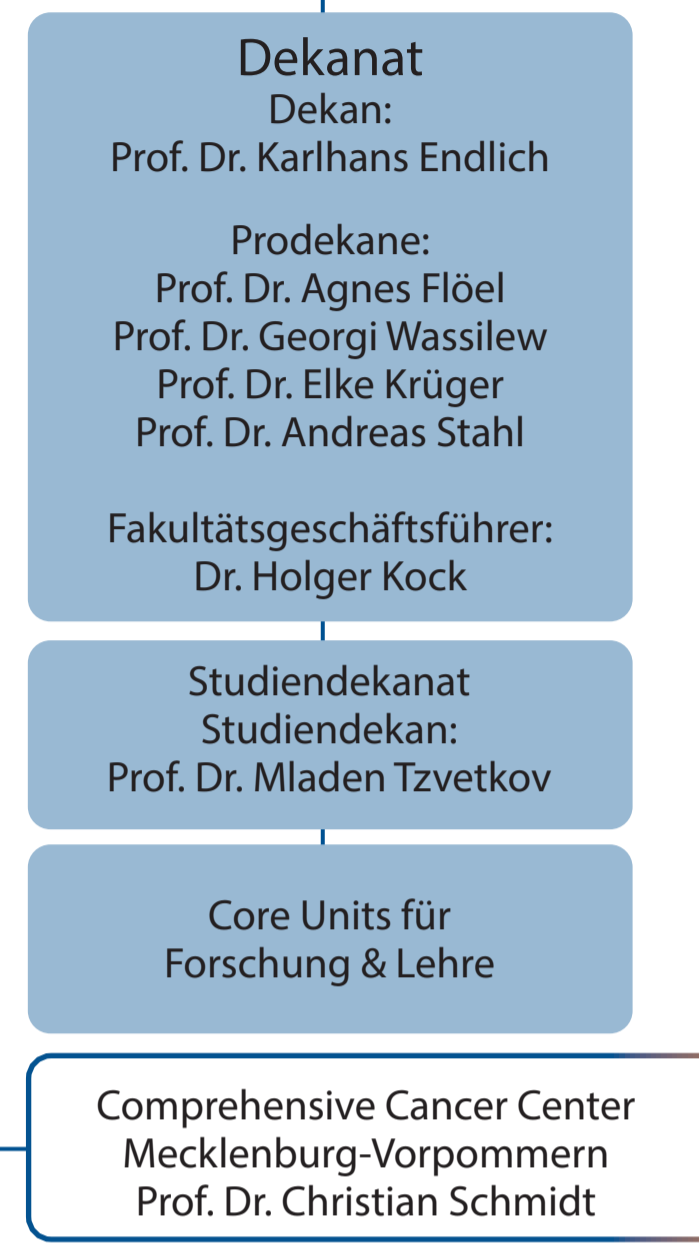 Dekanat
Dekan:
Prof. Dr. Karlhans Endlich
Prodekane:
Prof. Dr. Agnes Flöel
Prof. Dr. Georgi Wassilew
Prof. Dr. Elke Krüger
Prof. Dr. Andreas Stahl
Fakultätsgeschäftsführer:
Dr. Holger Kock
Studiendekanat
Studiendekan:
Prof. Dr. Mladen Tzvetkov
Core Units für
Forschung & Lehre
Comprehensive Cancer Center
Mecklenburg-Vorpommern
Prof. Dr. Christian Schmidt